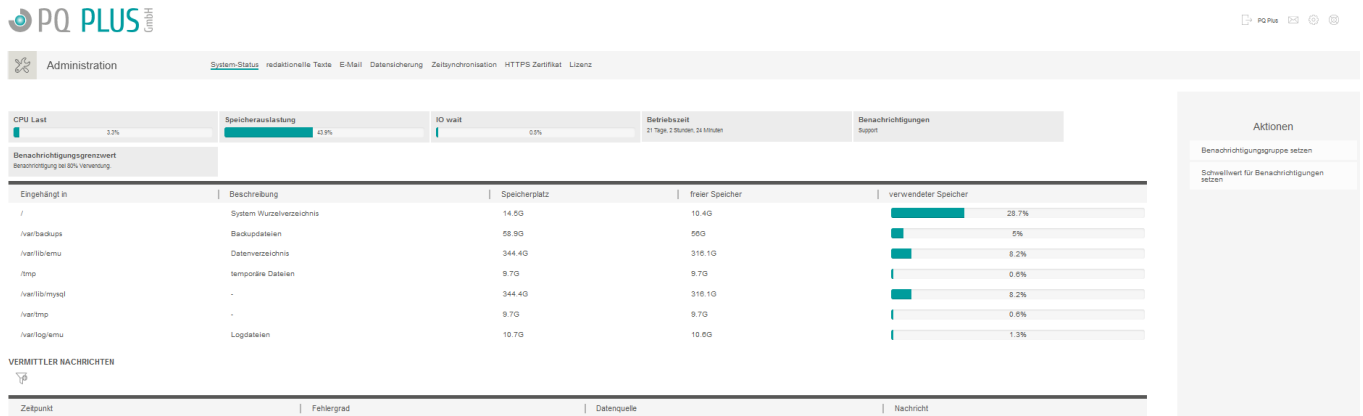 PQ PLUS GmbH
PQ Plus
Administration
System-Status redaktionelle Texte E-Mail Datensicherung Zeitsynchronisation HTTPS Zertifikat Lizenz
CPU Last
3.3%
Speicherauslastung
43.9%
IO wait
0.5%
Betriebszeit
21 Tage, 2 Stunden, 24 Minuten
Benachrichtigungen
Support
Benachrichtigungsgrenzwert
Benachrichtigung bei 80% Verwendung.
Aktionen
Benachrichtigungsgruppe setzen
Schwellwert für Benachrichtigungen
setzen
Eingehängt in Beschreibung Speicherplatz freier Speicher verwendeter Speicher
/ System Wurzelverzeichnis 14.6G 10.4G 28.7%
/var/backups Backupdateien 58.9G 56G 5%
/var/lib/emu Datenverzeichnis 344.4G 316.1G 8.2%
/tmp temporäre Dateien 9.7G 9.7G 0.6%
/var/lib/mysql - 344.4G 316.1G 8.2%
/var/tmp - 9.7G 9.7G 0.6%
/var/log/emu Logdateien 10.7G 10.6G 1.3%
VERMITTLER NACHRICHTEN
Zeitpunkt Fehlergrad Datenquelle Nachricht